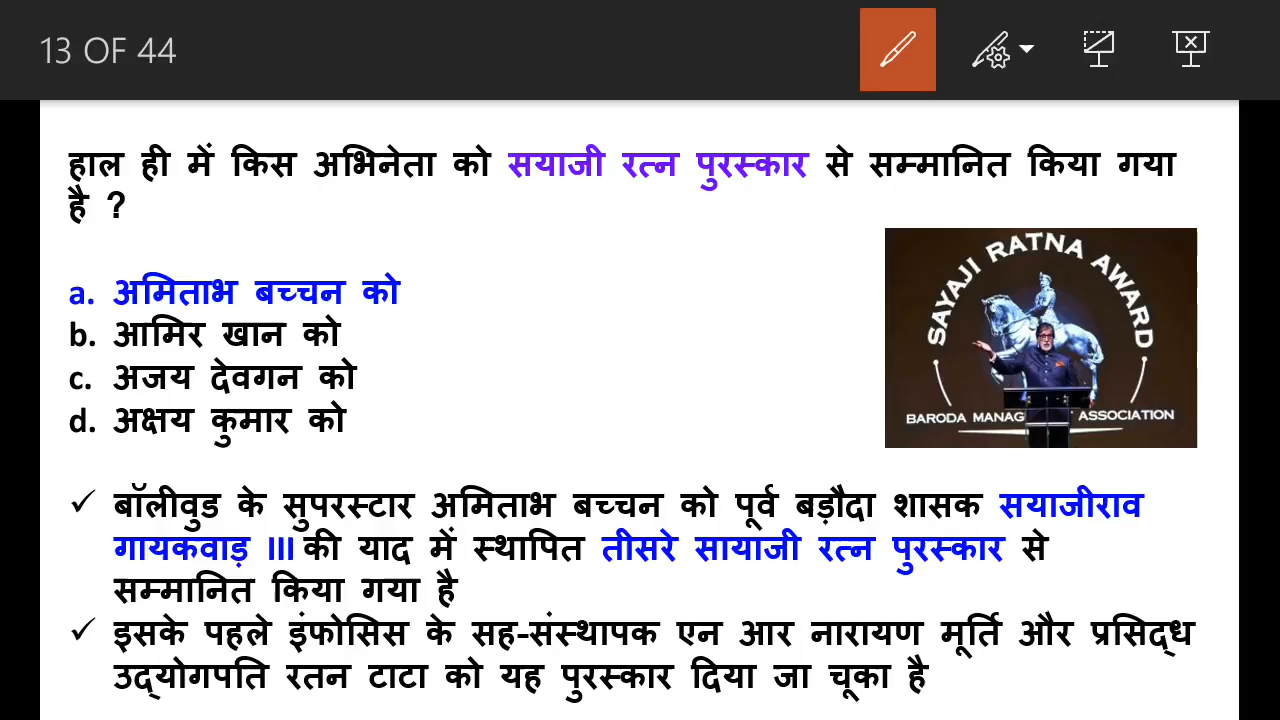 13 OF 44
हाल ही में किस अभिनेता को सयाजी रत्न पुरस्कार से सम्मानित किया गया
है ?
SAYAJI RATNA AWARD
BARODA MANAG ASSOCIATION
a. अमिताभ बच्चन को
b. आमिर खान को
c. अजय देवगन को
d. अक्षय कुमार को
✓ बॉलीवुड के सुपरस्टार अमिताभ बच्चन को पूर्व बड़ौदा शासक सयाजीराव
गायकवाड़ III की याद में स्थापित तीसरे सायाजी रत्न पुरस्कार से
सम्मानित किया गया है
✓ इसके पहले इंफोसिस के सह-संस्थापक एन आर नारायण मूर्ति और प्रसिद्ध
उद्योगपति रतन टाटा को यह पुरस्कार दिया जा चूका है